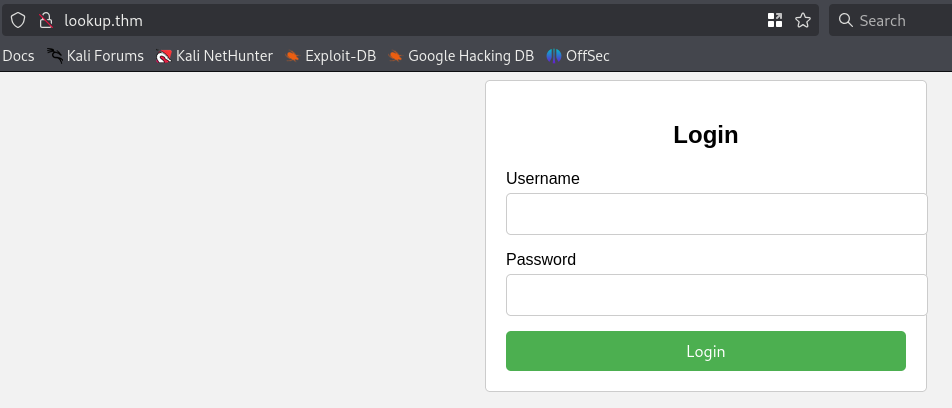 lookup.thm Search
Docs Kali Forums Kali NetHunter Exploit-DB Google Hacking DB OffSec
Login
Username
Password
Login